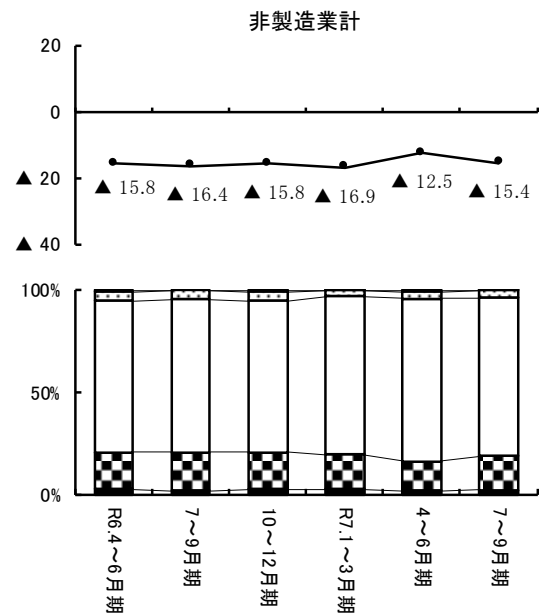 非製造業計
20
0
▲ 20
▲ 40
▲ 15.8
▲ 16.4
▲ 15.8
▲ 16.9
▲ 12.5
▲ 15.4
100%
50%
0%
R6.4～6月期
7～9月期
10～12月期
R7.1～3月期
4～6月期
7～9月期